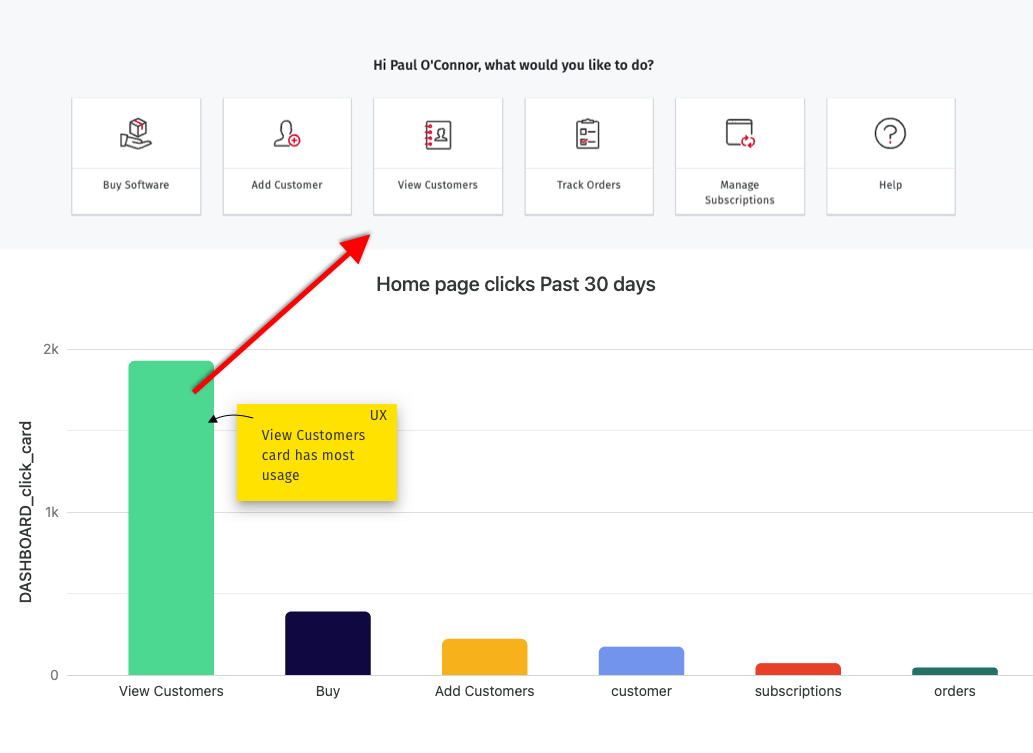 Hi Paul O'Connor, what would you like to do?
Buy Software
Add Customer
View Customers
Track Orders
Manage
Subscriptions
Help
Home page clicks Past 30 days
DASHBOARD_click_card
2k
1k
0
UX
View Customers
card has most
usage
View Customers
Buy
Add Customers
customer
subscriptions
orders